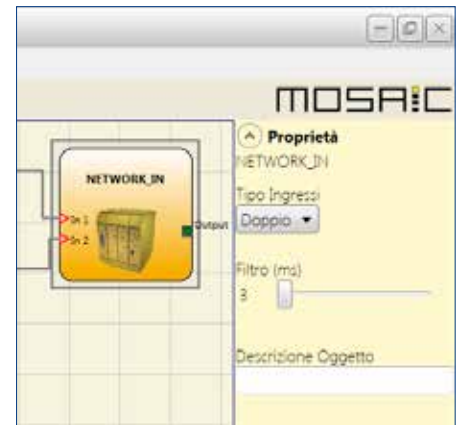 MOSAIC
Proprietà
NETWORK_IN
Tipo Ingressi
Doppio
Filtro (ms)
3
Descrizione Oggetto
NETWORK_IN
In 1
In 2
Output